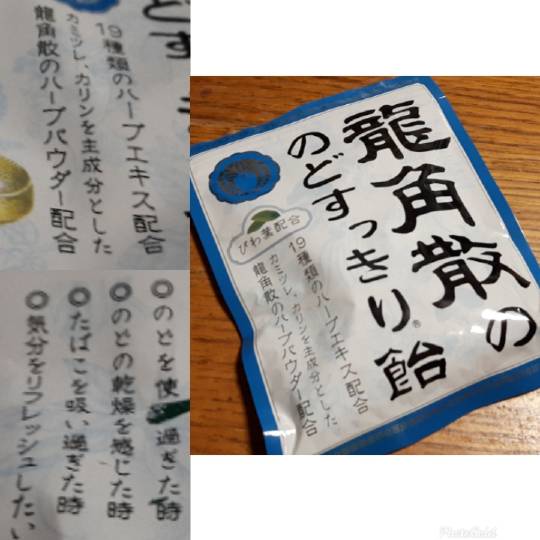 龍角散の
のどすっきり®飴
びわ葉配合
19種類のハーブエキス配合
カミツレ、カリンを主成分とした
龍角散のハーブパウダー配合
のどす
19種類のハーブエキス配合
カミツレ、カリンを主成分とした
龍角散のハーブパウダー配合
◎のどを使い過ぎた時
◎のどの乾燥を感じた時
◎たばこを吸い過ぎた時
◎気分をリフレッシュしたい
PhotoGrid